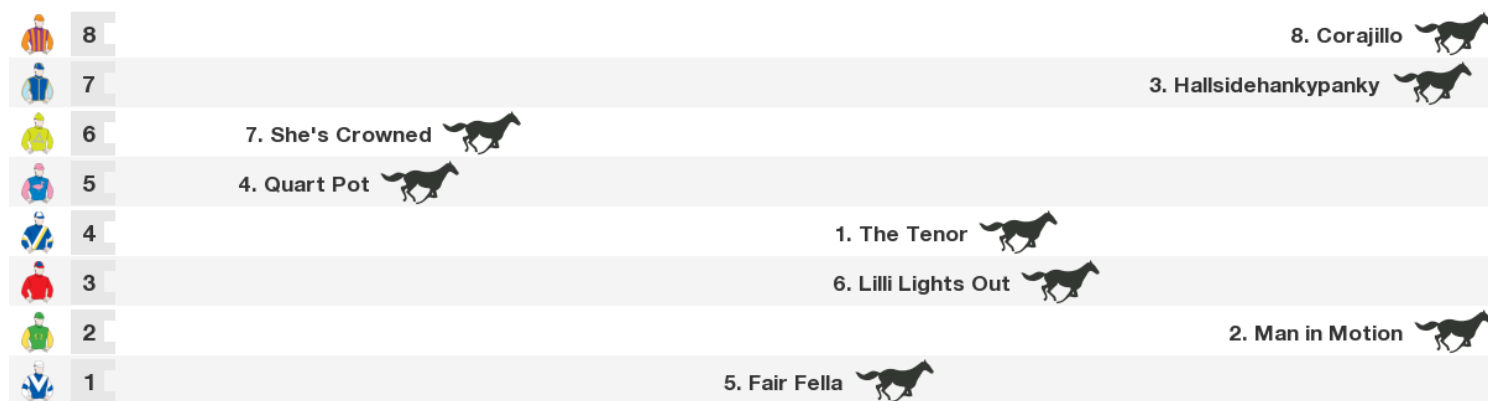 8 8. Corajillo
7 3. Hallsidehankypanky
6 7. She's Crowned
5 4. Quart Pot
4 1. The Tenor
3 6. Lilli Lights Out
2 2. Man in Motion
1 5. Fair Fella